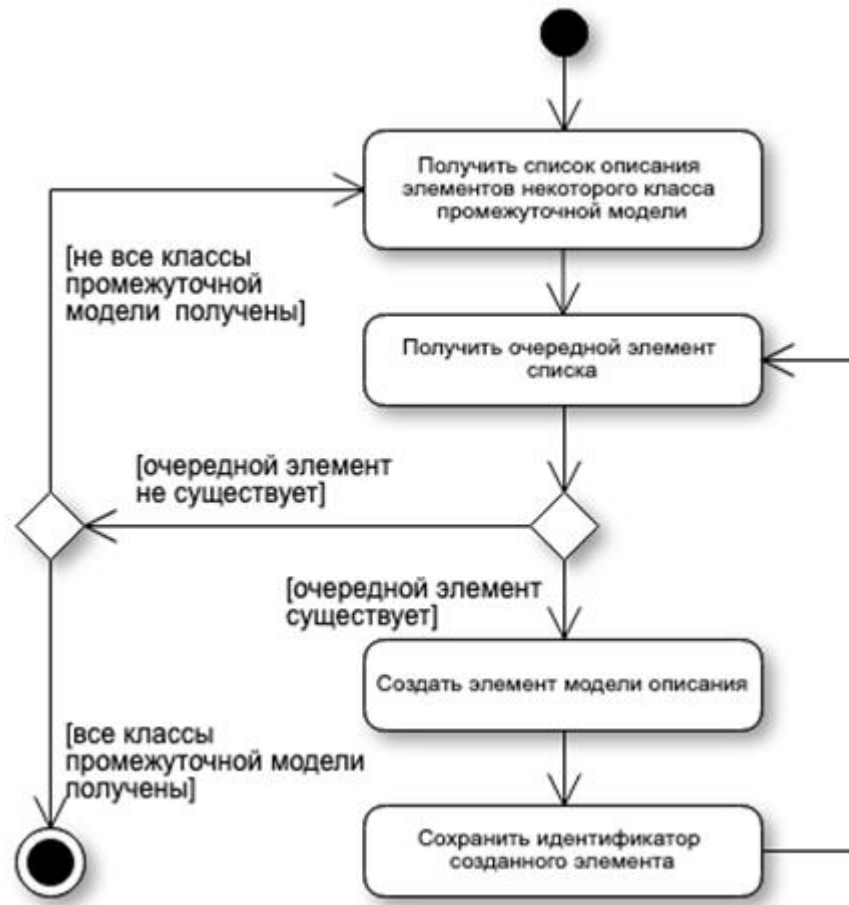 Получить список описания
элементов некоторого класса
промежуточной модели
[не все классы
промежуточной
модели получены]
Получить очередной элемент
списка
[очередной элемент
не существует]
[очередной элемент
существует]
Создать элемент модели описания
[все классы
промежуточной модели
получены]
Сохранить идентификатор
созданного элемента